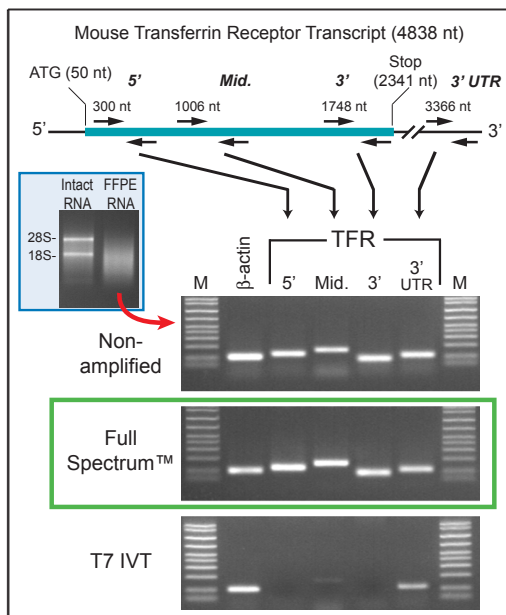 Mouse Transferrin Receptor Transcript (4838 nt)
ATG (50 nt)
Stop
(2341 nt)
5’
Mid.
3’
3’ UTR
300 nt
1006 nt
1748 nt
3366 nt
5’
3’
Intact RNA
FFPE RNA
28S-
18S-
TFR
M
β-actin
5’
Mid.
3’
3’ UTR
M
Non-
amplified
Full
Spectrum™
T7 IVT